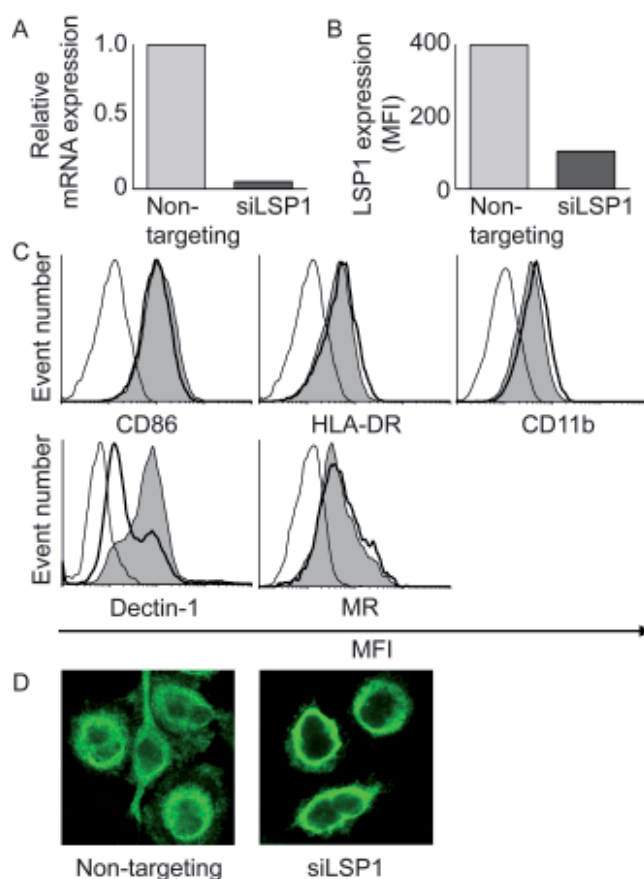 A
Relative
mRNA expression
1.0
0.5
0
Non-
targeting
siLSP1
B
LSP1 expression
(MFI)
400
200
0
Non-
targeting
siLSP1
C
Event number
CD86
HLA-DR
CD11b
Event number
Dectin-1
MR
MFI
D
Non-targeting
siLSP1